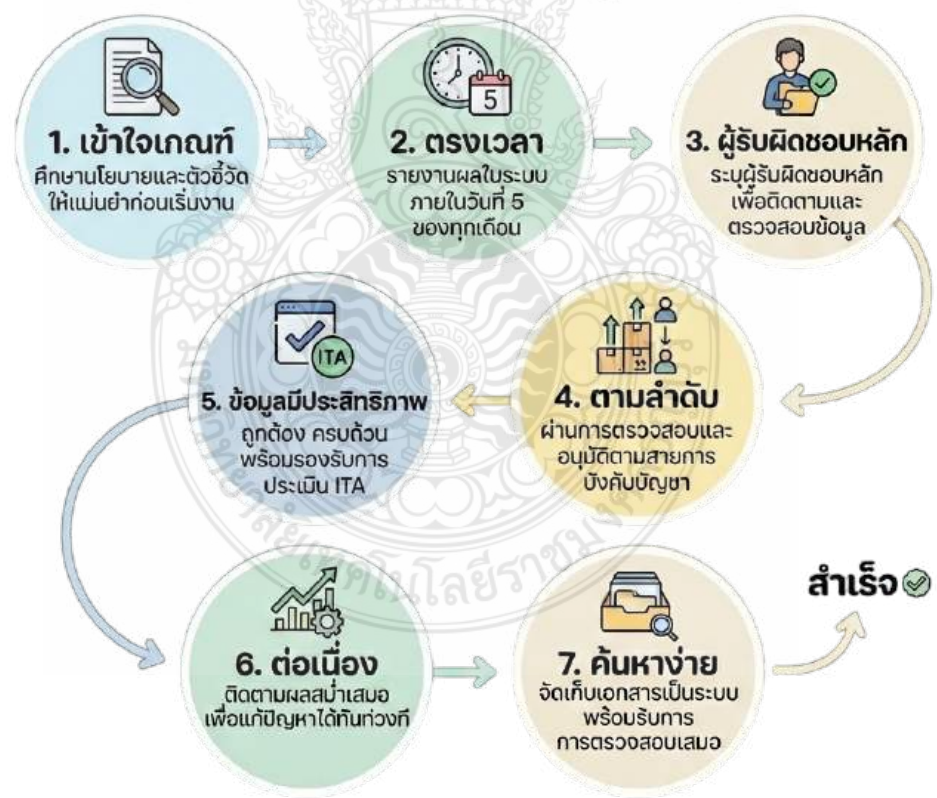 1. เข้าใจเกณฑ์
ศึกษานโยบายและตัวชี้วัด
ให้แม่นยำก่อนเริ่มงาน
5
2. ตรงเวลา
รายงานผลในระบบ
ภายในวันที่ 5
ของทุกเดือน
3. ผู้รับผิดชอบหลัก
ระบุผู้รับผิดชอบหลัก
เพื่อติดตามและ
ตรวจสอบข้อมูล
4. ตามลำดับ
ผ่านการตรวจสอบและ
อนุมัติตามสายการ
บังคับบัญชา
ITA
5. ข้อมูลมีประสิทธิภาพ
ถูกต้อง ครบถ้วน
พร้อมรองรับการ
ประเมิน ITA
6. ต่อเนื่อง
ติดตามผลสม่ำเสมอ
เพื่อแก้ปัญหาได้ทันท่วงที
7. ค้นหาง่าย
จัดเก็บเอกสารเป็นระบบ
พร้อมรับการ
การตรวจสอบเสมอ
สำเร็จ